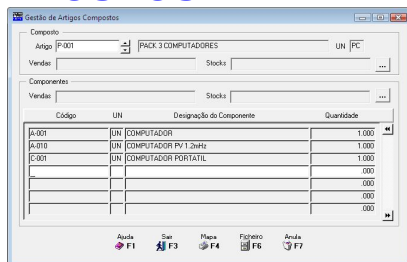 Gestão de Artigos Compostos
Composto
Artigo P-001 PACK 3 COMPUTADORES UN PC
Vendas Stocks ...
Componentes
Vendas Stocks ...
Código UN Designação do Componente Quantidade
A-001 UN COMPUTADOR 1.000
A-010 UN COMPUTADOR PV 1.2mHz 1.000
C-001 UN COMPUTADOR PORTATIL 1.000
_ .000
.000
.000
.000
Ajuda Sair Mapa Ficheiro Anula
F1 F3 F4 F6 F7